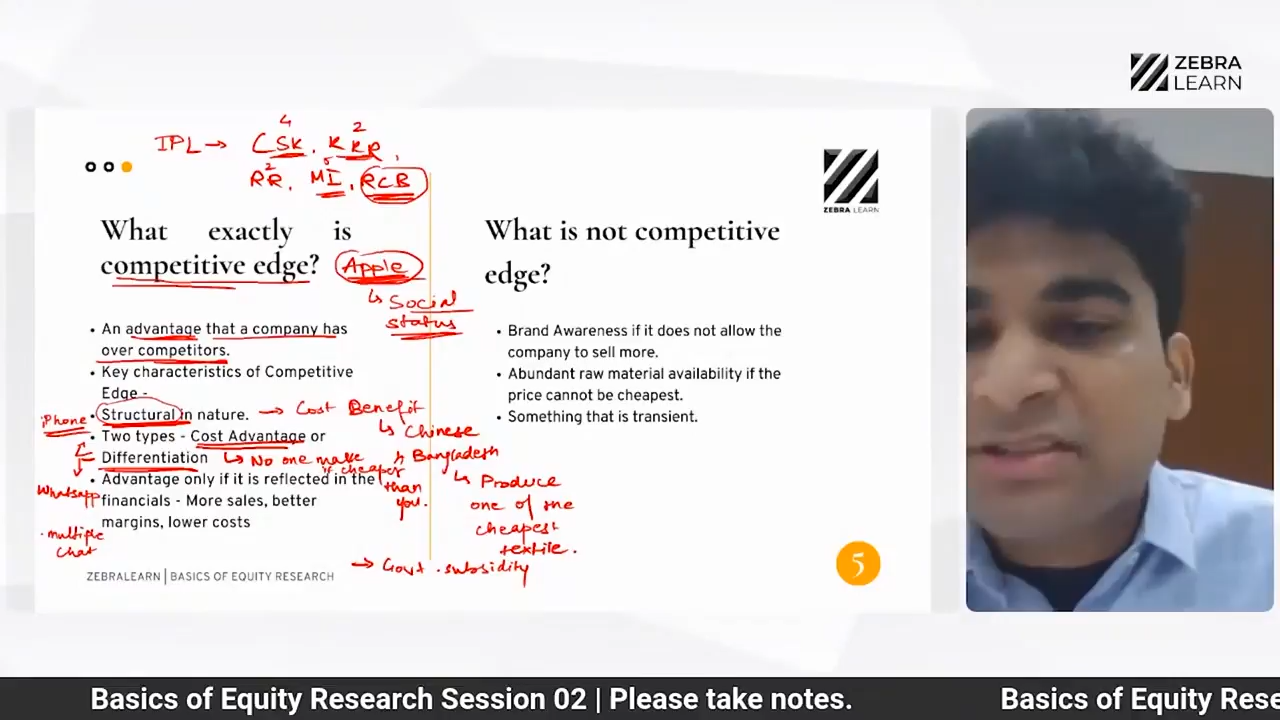 ZEBRA
LEARN
IPL → CSK 4, KKR 2,
RR 2, MI 5, RCB
ZEBRA LEARN
What exactly is
competitive edge?
Apple
↳ Social
status
• An advantage that a company has
over competitors.
• Key characteristics of Competitive
Edge -
• Structural in nature. → Cost Benefit
• Two types - Cost Advantage or
Differentiation
• Advantage only if it is reflected in the
financials - More sales, better
margins, lower costs
iPhone
Whatsapp
. multiple
chat
↳ No one make
it cheaper
than
you.
↳ Chinese
↳ Bangladesh
↳ Produce
one of the
cheapest
textile.
→ Govt. subsidity
What is not competitive
edge?
• Brand Awareness if it does not allow the
company to sell more.
• Abundant raw material availability if the
price cannot be cheapest.
• Something that is transient.
ZEBRALEARN | BASICS OF EQUITY RESEARCH
5
Basics of Equity Research Session 02 | Please take notes.
Basics of Equity Rese